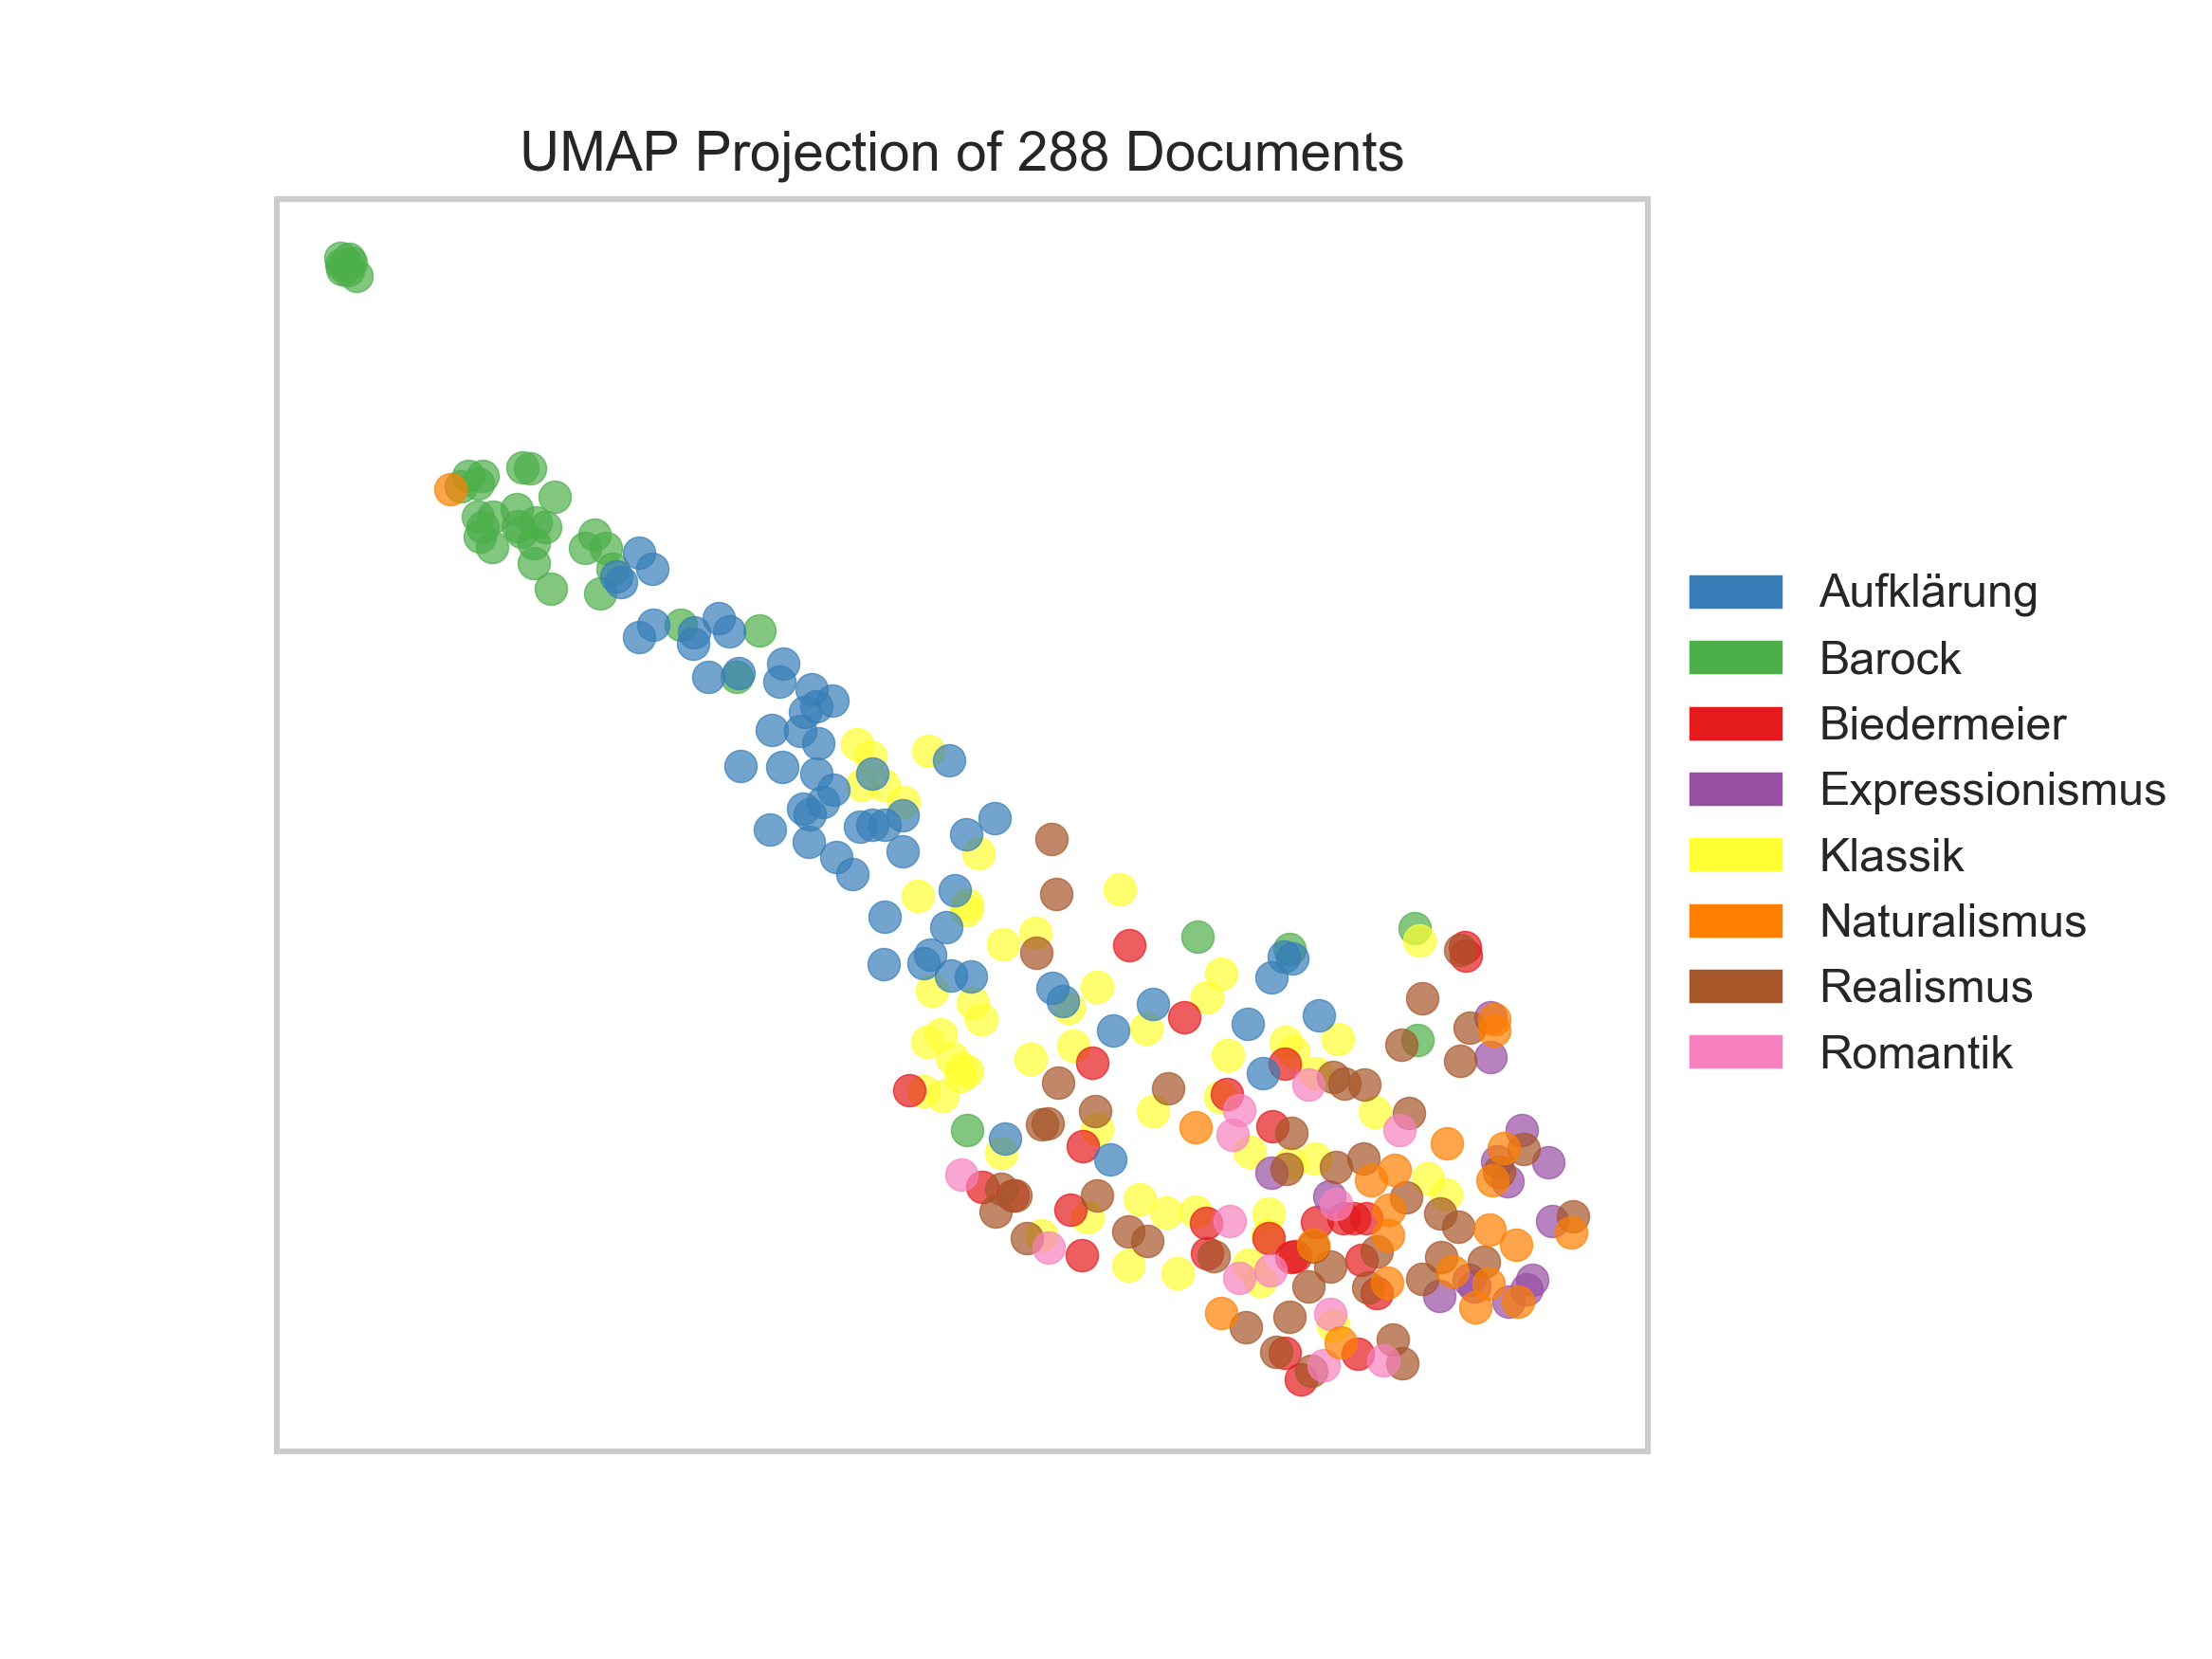 UMAP Projection of 288 Documents
Aufklärung
Barock
Biedermeier
Expressionismus
Klassik
Naturalismus
Realismus
Romantik